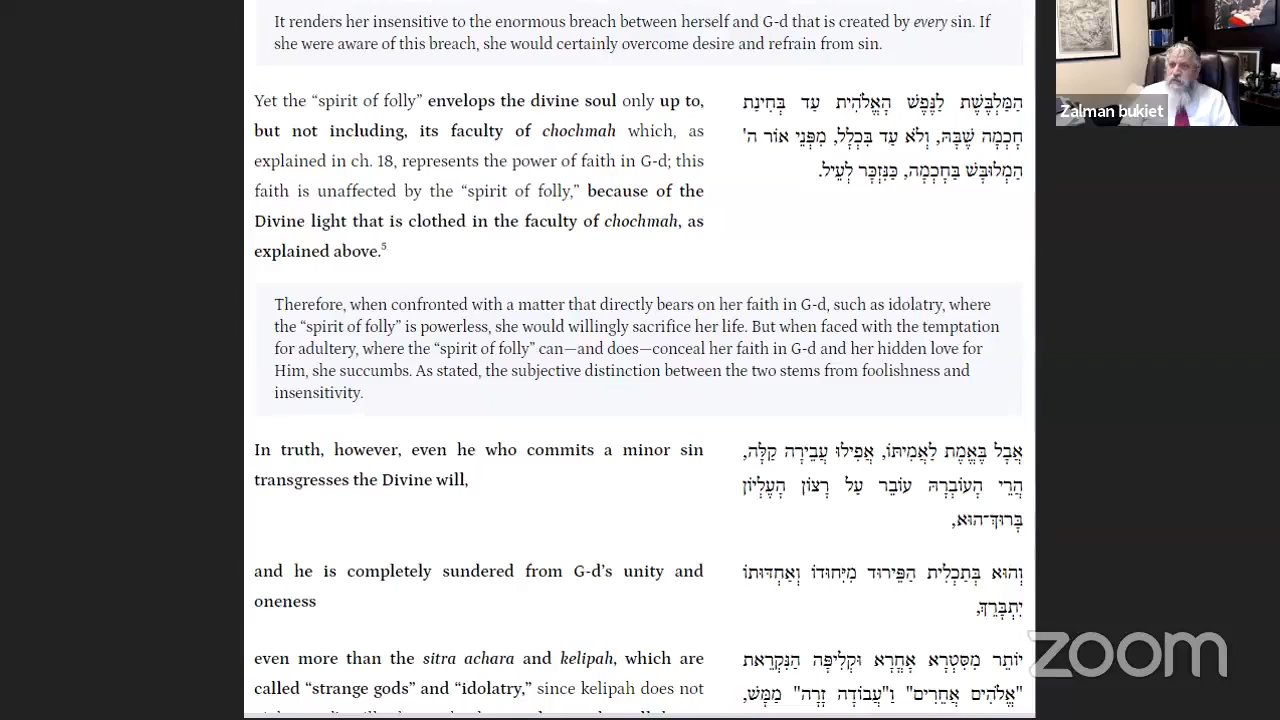 It renders her insensitive to the enormous breach between herself and G-d that is created by every sin. If
she were aware of this breach, she would certainly overcome desire and refrain from sin.
Yet the “spirit of folly” envelops the divine soul only up to,
but not including, its faculty of chochmah which, as
explained in ch. 18, represents the power of faith in G-d; this
faith is unaffected by the “spirit of folly,” because of the
Divine light that is clothed in the faculty of chochmah, as
explained above.⁵
הַמַּלְבֶּשֶׁת לַנֶּפֶשׁ הָאֱלֹהִית עַד בְּחִינַת
חָכְמָה שֶׁבָּהּ, וְלֹא עַד בִּכְלָל, מִפְּנֵי אוֹר ה'
הַמְלוּבָּשׁ בַּחָכְמָה, כַּנִּזְכָּר לְעֵיל.
Therefore, when confronted with a matter that directly bears on her faith in G-d, such as idolatry, where
the “spirit of folly” is powerless, she would willingly sacrifice her life. But when faced with the temptation
for adultery, where the “spirit of folly” can—and does—conceal her faith in G-d and her hidden love for
Him, she succumbs. As stated, the subjective distinction between the two stems from foolishness and
insensitivity.
In truth, however, even he who commits a minor sin
transgresses the Divine will,
אֲבָל בֶּאֱמֶת לַאֲמִיתּוֹ, אֲפִילוּ עֲבֵירָה קַלָּה,
הֲרֵי הָעוֹבְרָהּ עוֹבֵר עַל רָצוֹן הָעֶלְיוֹן
בָּרוּךְ־הוּא,
and he is completely sundered from G-d’s unity and
oneness
וְהוּא בְּתַכְלִית הַפֵּירוּד מִיִּחוּדוֹ וְאַחְדּוּתוֹ
יִתְבָּרֵךְ,
even more than the sitra achara and kelipah, which are
called “strange gods” and “idolatry,” since kelipah does not
יוֹתֵר מִסִּטְרָא אָחֳרָא וּקְלִיפָּה הַנִּקְרֵאת
"אֱלֹהִים אֲחֵרִים" וַ"עֲבוֹדָה זָרָה" מַמָּשׁ,
Zalman bukiet
zoom